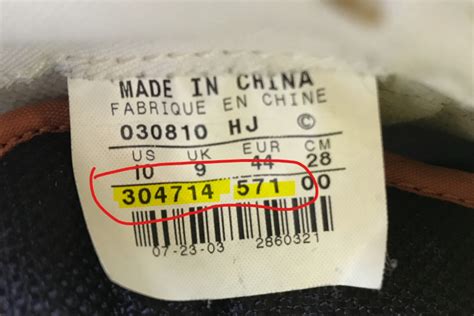 MADE IN CHINA
FABRIQUE EN CHINE
030810 HJ ©
US UK EUR CM
10 9 44 28
304714 571 00
07-23-03 2860321